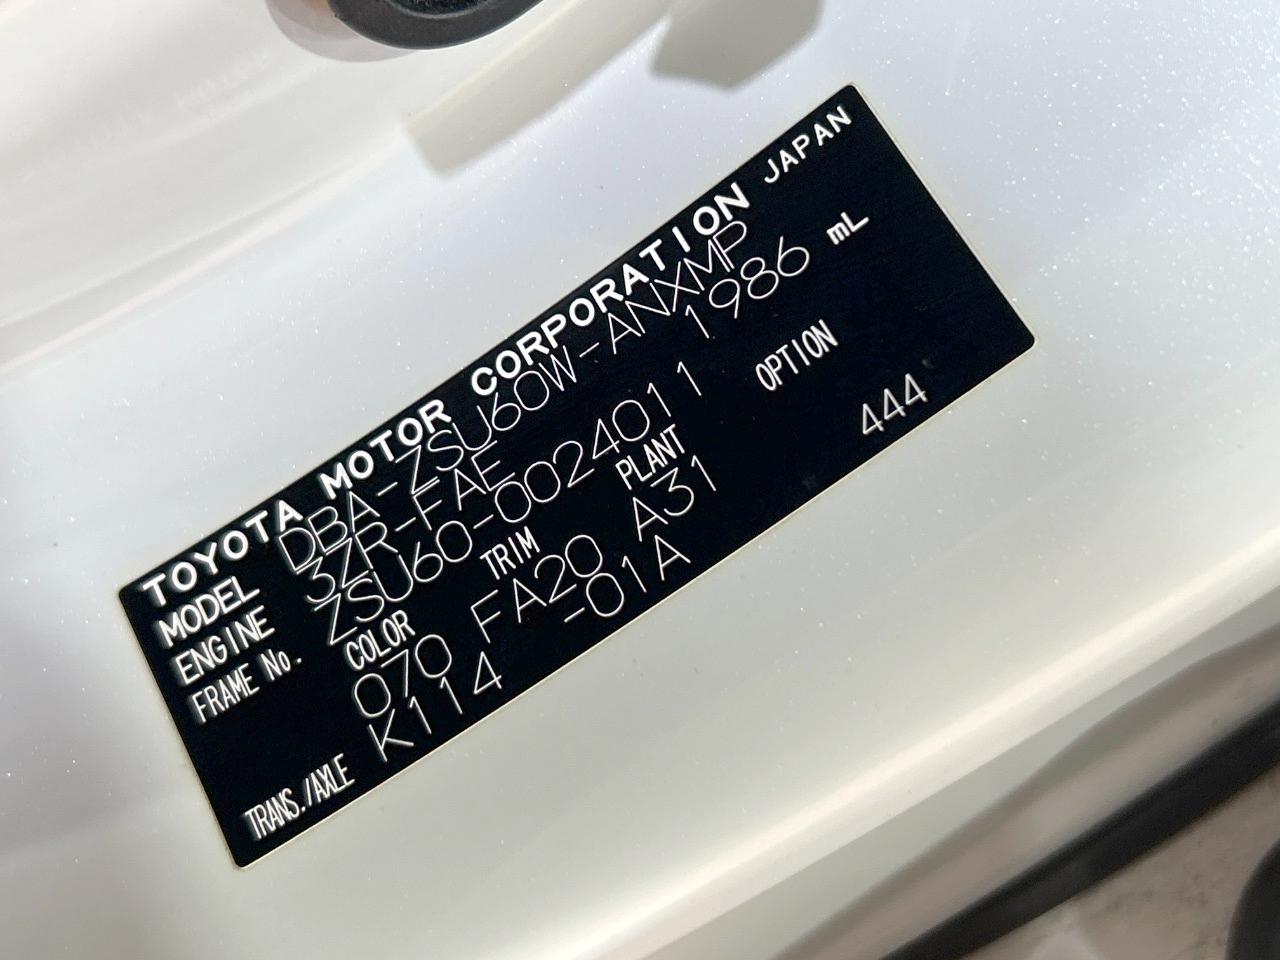 TOYOTA MOTOR CORPORATION JAPAN
MODEL DBA-ZSU60W-ANXMP
ENGINE 3ZR-FAE 1986 mL
FRAME No. ZSU60-0024011
COLOR TRIM PLANT OPTION
070 FA20 A31 444
TRANS./AXLE K114 -01A